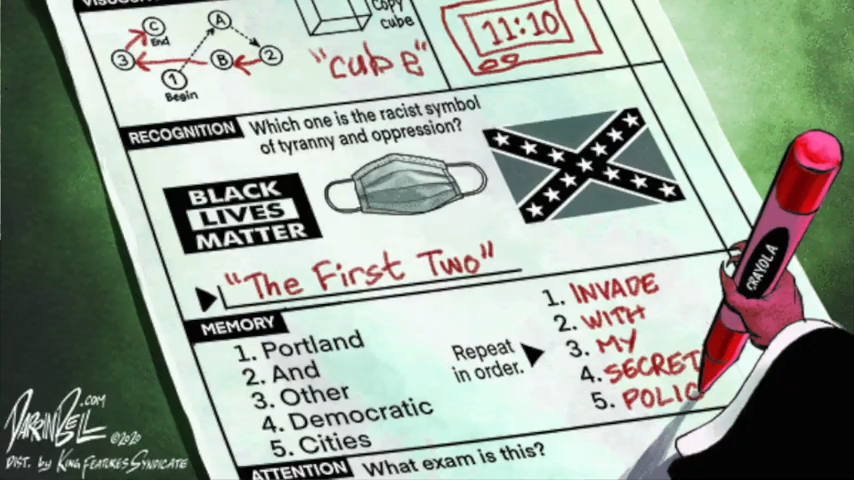 Copy
cube
C
End
A
3
B
2
1
Begin
"cube"
11:10
RECOGNITION Which one is the racist symbol
of tyranny and oppression?
BLACK
LIVES
MATTER
"The First Two"
CRAYOLA
MEMORY
1. Portland
2. And
3. Other
4. Democratic
5. Cities
Repeat
in order.
1. INVADE
2. WITH
3. MY
4. SECRET
5. POLIC
ATTENTION What exam is this?
DARRINBELL.COM
©2020
DIST. by KING FEATURES SYNDICATE